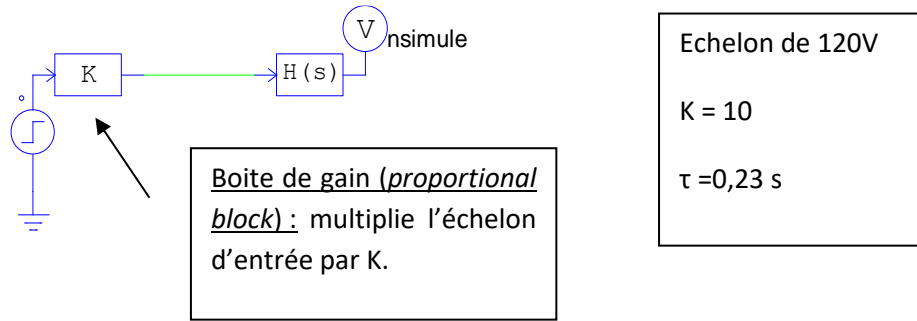 V
nsimule
K
H(s)
Echelon de 120V
K = 10
τ =0,23 s
Boite de gain (proportional
block) : multiplie l’échelon
d’entrée par K.